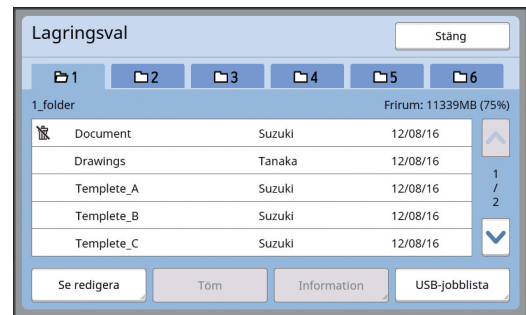 Lagringsval
Stäng
1 2 3 4 5 6
1_folder Frirum: 11339MB (75%)
Document Suzuki 12/08/16
Drawings Tanaka 12/08/16
Templete_A Suzuki 12/08/16
Templete_B Suzuki 12/08/16
Templete_C Suzuki 12/08/16
1
/
2
Se redigera Töm Information USB-jobblista